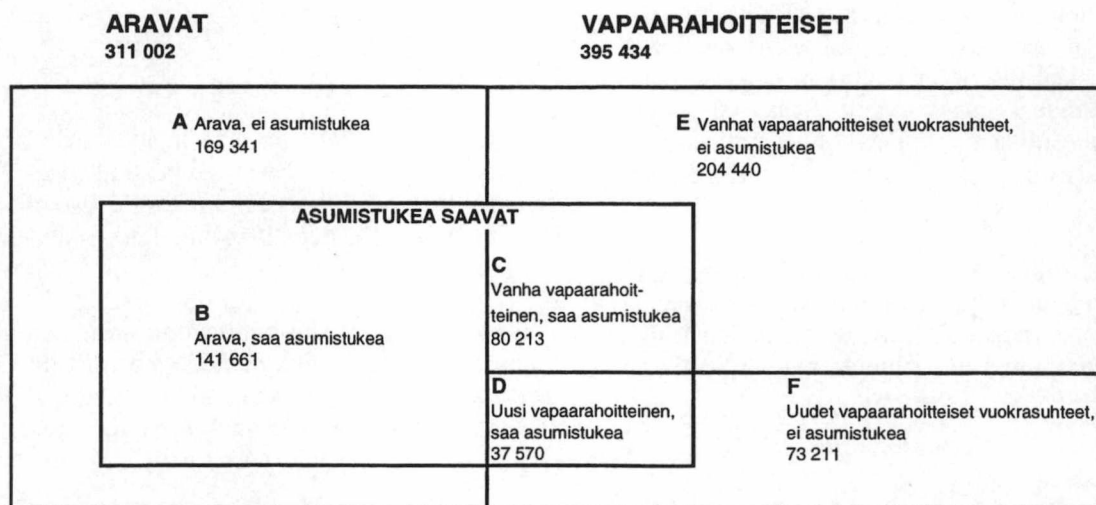 ARAVAT
311 002
VAPAARAHOITTEISET
395 434
A Arava, ei asumistukea
169 341
E Vanhat vapaarahoitteiset vuokrasuhteet,
ei asumistukea
204 440
ASUMISTUKEA SAAVAT
B
Arava, saa asumistukea
141 661
C
Vanha vapaarahoit-
teinen, saa asumistukea
80 213
D
Uusi vapaarahoitteinen,
saa asumistukea
37 570
F
Uudet vapaarahoitteiset vuokrasuhteet,
ei asumistukea
73 211